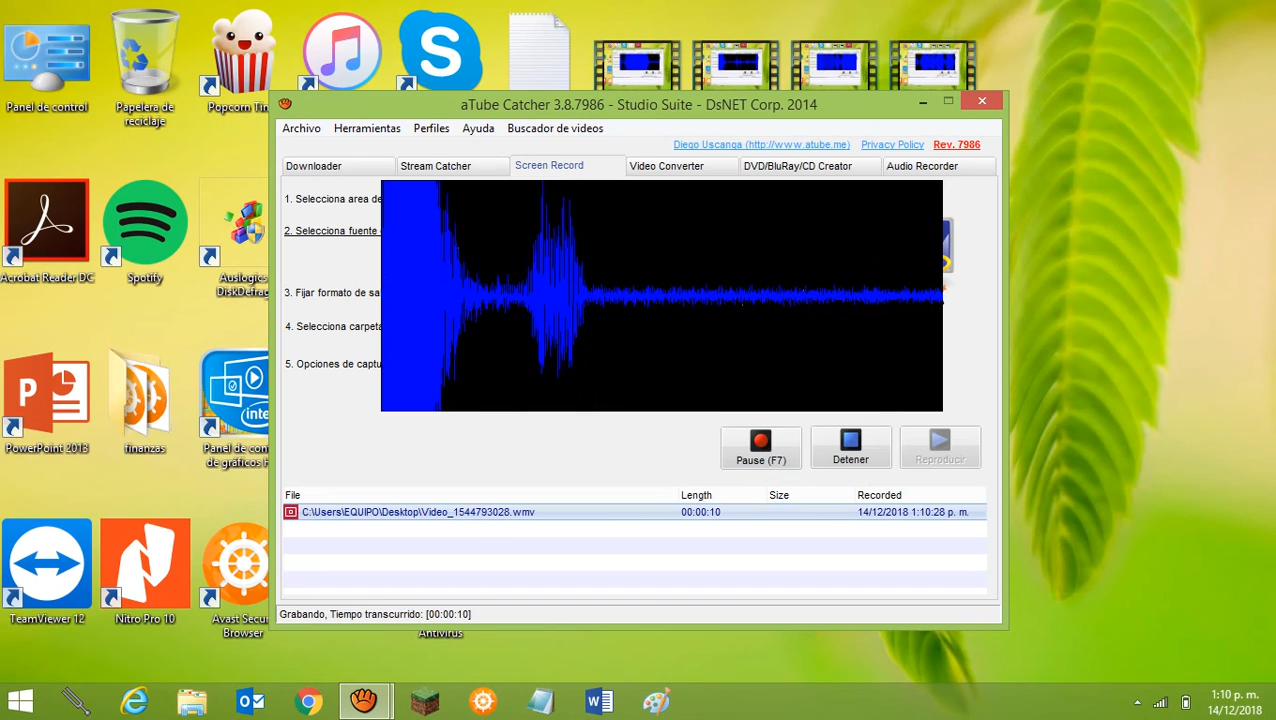 Panel de control
Papelera de
reciclaje
Popcorn Tim
aTube Catcher 3.8.7986 - Studio Suite - DsNET Corp. 2014
Archivo Herramientas Perfiles Ayuda Buscador de videos
Diego Uscanga (http://www.atube.me) Privacy Policy Rev. 7986
Downloader Stream Catcher Screen Record Video Converter DVD/BluRay/CD Creator Audio Recorder
1. Selecciona area de
2. Selecciona fuente
3. Fijar formato de sa
4. Selecciona carpeta
5. Opciones de captu
Pause (F7) Detener Reproducir
File Length Size Recorded
C:\Users\EQUIPO\Desktop\Video_1544793028.wmv 00:00:10 14/12/2018 1:10:28 p. m.
Grabando, Tiempo transcurrido: [00:00:10]
Acrobat Reader DC
Spotify
Auslogics
DiskDefrag
PowerPoint 2013
finanzas
Panel de con
de gráficos H
intel
TeamViewer 12
Nitro Pro 10
Avast Secu
Browser
Antivirus
1:10 p. m.
14/12/2018